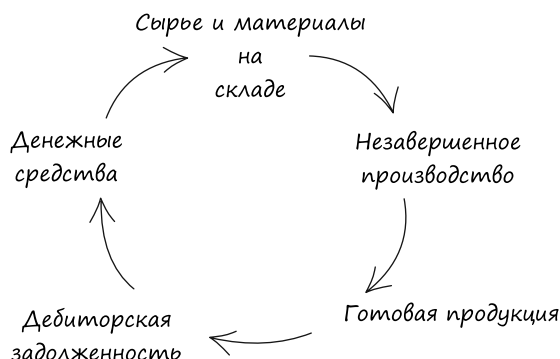 Сырье и материалы
на
складе
Незавершенное
производство
Готовая продукция
Дебиторская
задолженность
Денежные
средства